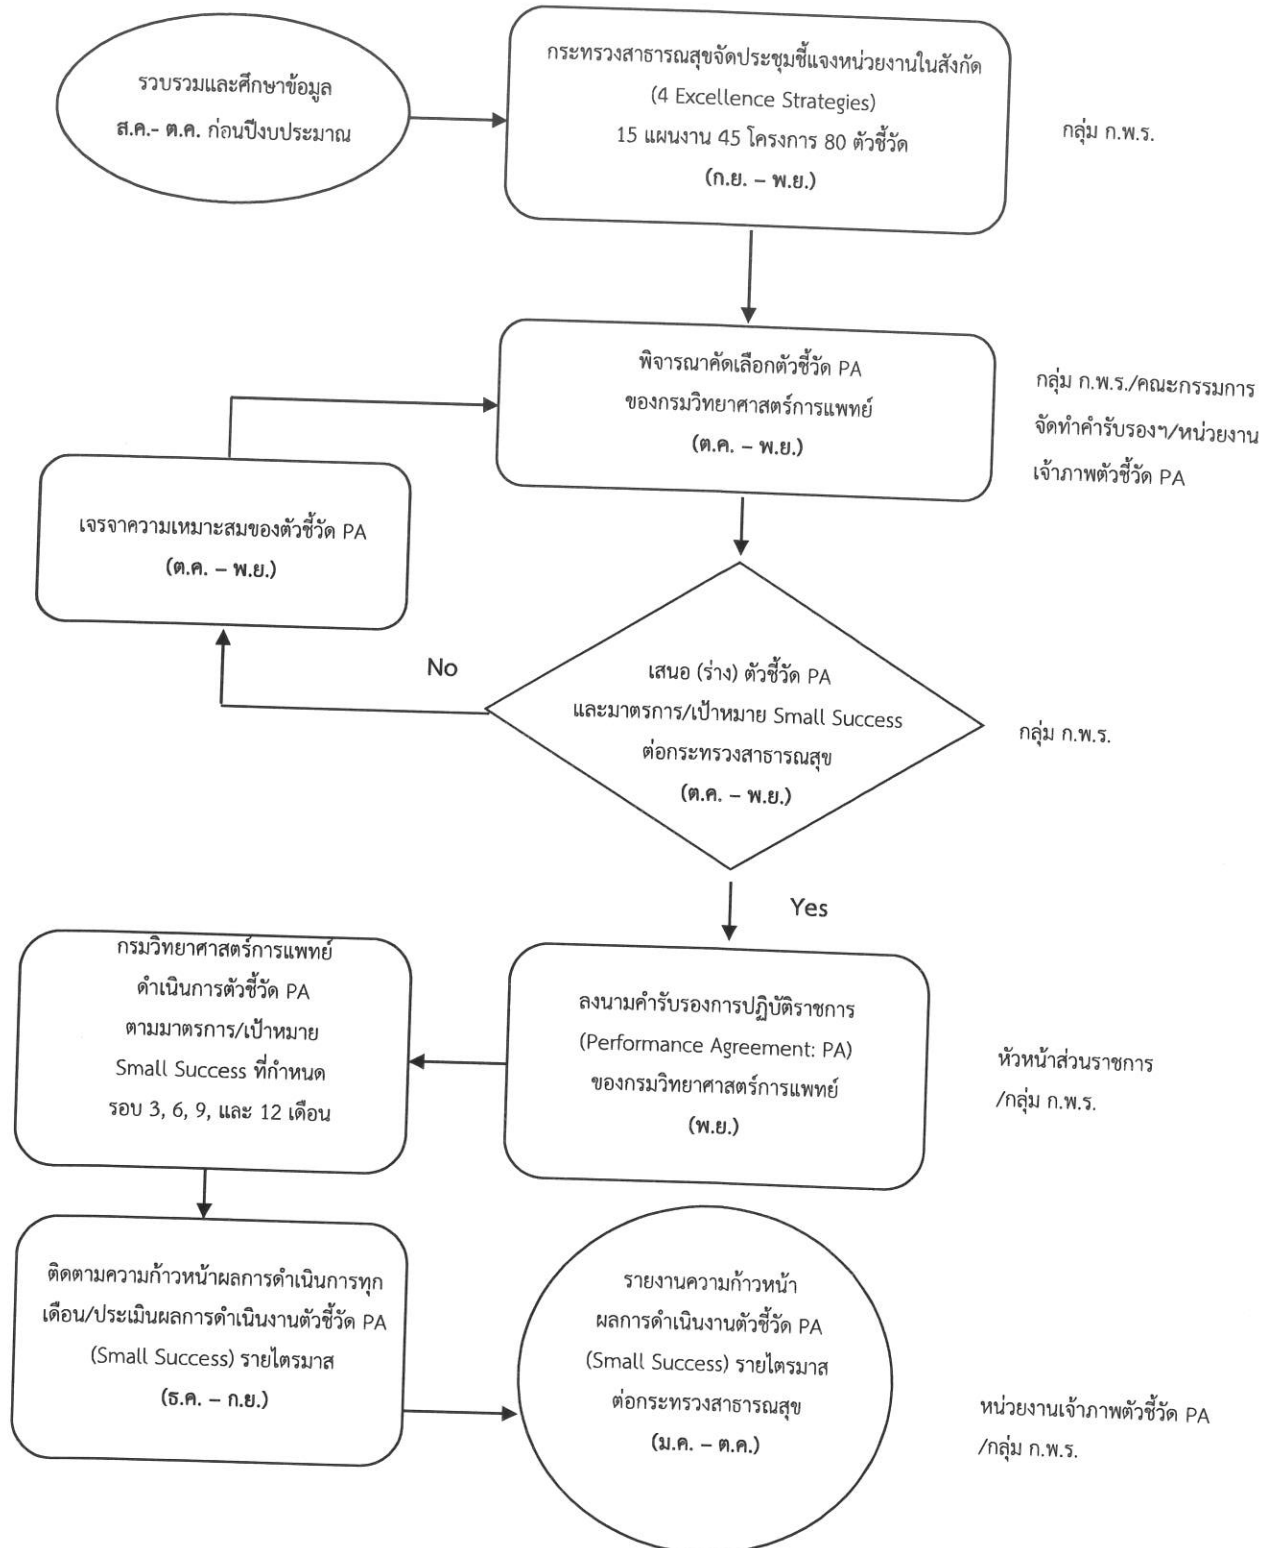 รวบรวมและศึกษาข้อมูล
ส.ค.- ต.ค. ก่อนปีงบประมาณ
กระทรวงสาธารณสุขจัดประชุมชี้แจงหน่วยงานในสังกัด
(4 Excellence Strategies)
15 แผนงาน 45 โครงการ 80 ตัวชี้วัด
(ก.ย. – พ.ย.)
กลุ่ม ก.พ.ร.
พิจารณาคัดเลือกตัวชี้วัด PA
ของกรมวิทยาศาสตร์การแพทย์
(ต.ค. – พ.ย.)
กลุ่ม ก.พ.ร./คณะกรรมการ
จัดทำคำรับรองฯ/หน่วยงาน
เจ้าภาพตัวชี้วัด PA
เจรจาความเหมาะสมของตัวชี้วัด PA
(ต.ค. – พ.ย.)
No
เสนอ (ร่าง) ตัวชี้วัด PA
และมาตรการ/เป้าหมาย Small Success
ต่อกระทรวงสาธารณสุข
(ต.ค. – พ.ย.)
กลุ่ม ก.พ.ร.
Yes
กรมวิทยาศาสตร์การแพทย์
ดำเนินการตัวชี้วัด PA
ตามมาตรการ/เป้าหมาย
Small Success ที่กำหนด
รอบ 3, 6, 9, และ 12 เดือน
ลงนามคำรับรองการปฏิบัติราชการ
(Performance Agreement: PA)
ของกรมวิทยาศาสตร์การแพทย์
(พ.ย.)
หัวหน้าส่วนราชการ
/กลุ่ม ก.พ.ร.
ติดตามความก้าวหน้าผลการดำเนินการทุก
เดือน/ประเมินผลการดำเนินงานตัวชี้วัด PA
(Small Success) รายไตรมาส
(ธ.ค. – ก.ย.)
รายงานความก้าวหน้า
ผลการดำเนินงานตัวชี้วัด PA
(Small Success) รายไตรมาส
ต่อกระทรวงสาธารณสุข
(ม.ค. – ต.ค.)
หน่วยงานเจ้าภาพตัวชี้วัด PA
/กลุ่ม ก.พ.ร.